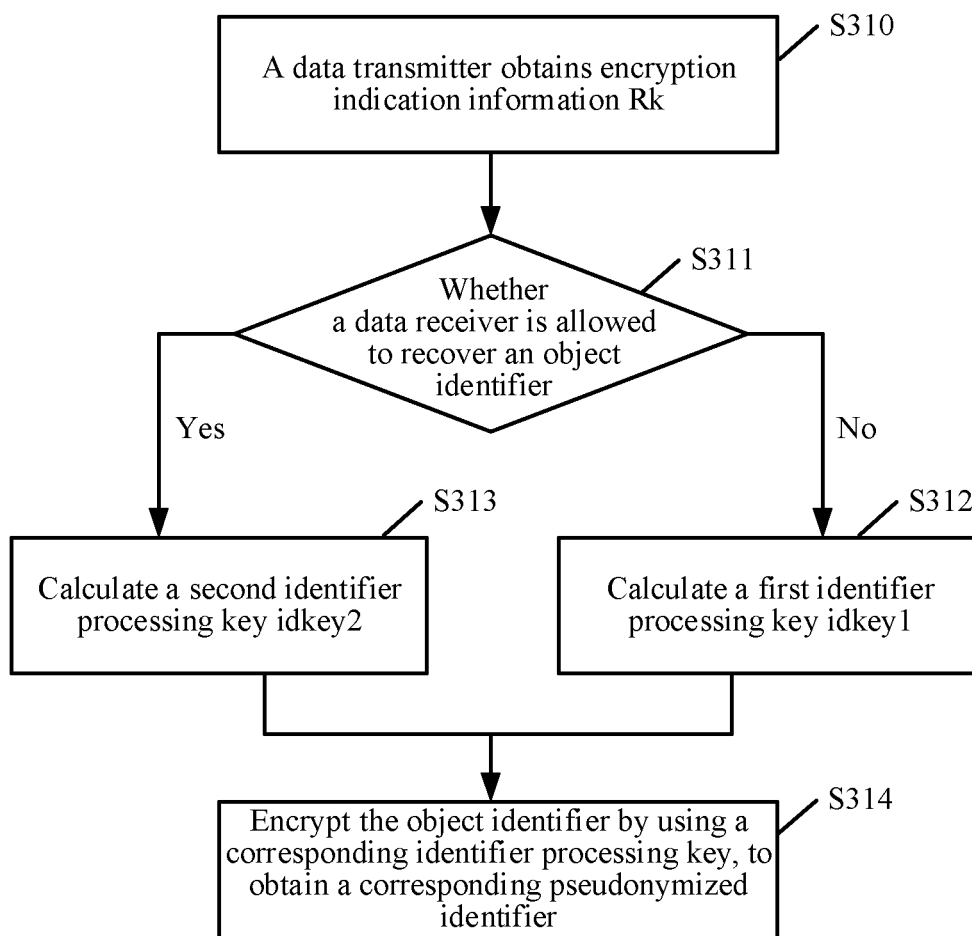 S310
A data transmitter obtains encryption
indication information Rk
S311
Whether
a data receiver is allowed
to recover an object
identifier
Yes
No
S313
Calculate a second identifier
processing key idkey2
S312
Calculate a first identifier
processing key idkey1
S314
Encrypt the object identifier by using a
corresponding identifier processing key, to
obtain a corresponding pseudonymized
identifier